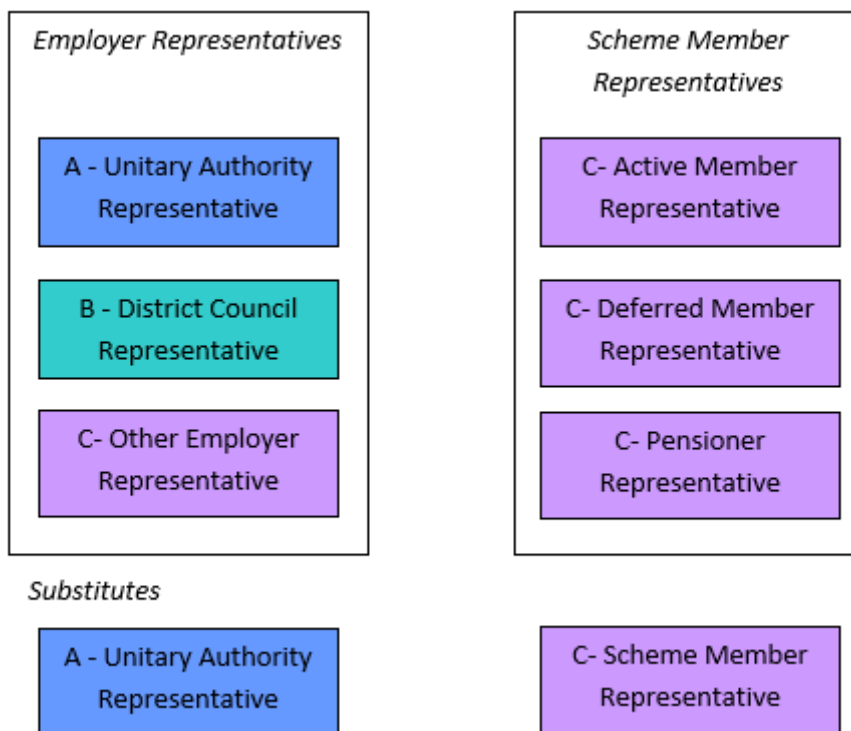 Employer Representatives
A - Unitary Authority
Representative
B - District Council
Representative
C- Other Employer
Representative
Scheme Member
Representatives
C- Active Member
Representative
C- Deferred Member
Representative
C- Pensioner
Representative
Substitutes
A - Unitary Authority
Representative
C- Scheme Member
Representative